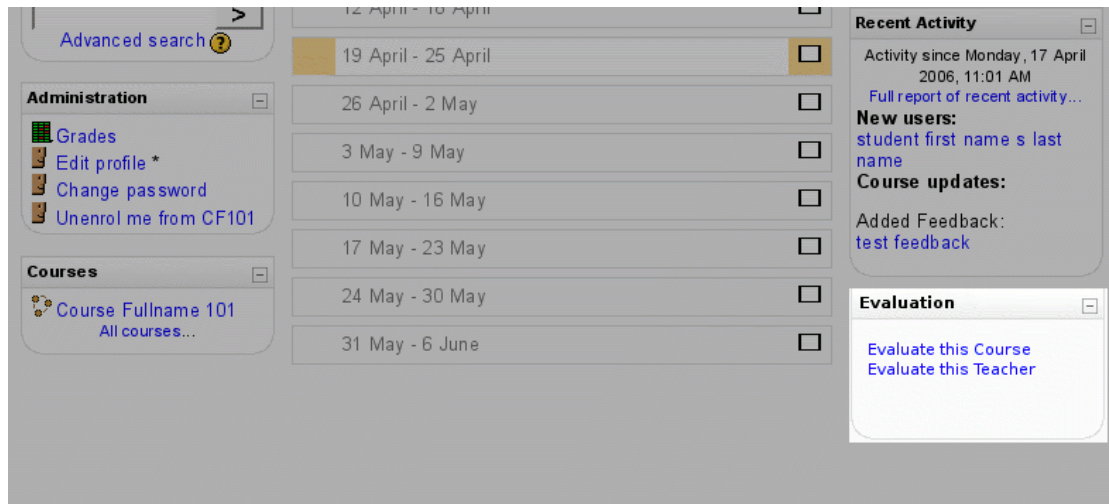 >
Advanced search ?
Administration
Grades
Edit profile *
Change password
Unenrol me from CF101
Courses
Course Fullname 101
All courses...
12 April - 18 April
19 April - 25 April
26 April - 2 May
3 May - 9 May
10 May - 16 May
17 May - 23 May
24 May - 30 May
31 May - 6 June
Recent Activity
Activity since Monday, 17 April
2006, 11:01 AM
Full report of recent activity...
New users:
student first name s last
name
Course updates:
Added Feedback:
test feedback
Evaluation
Evaluate this Course
Evaluate this Teacher